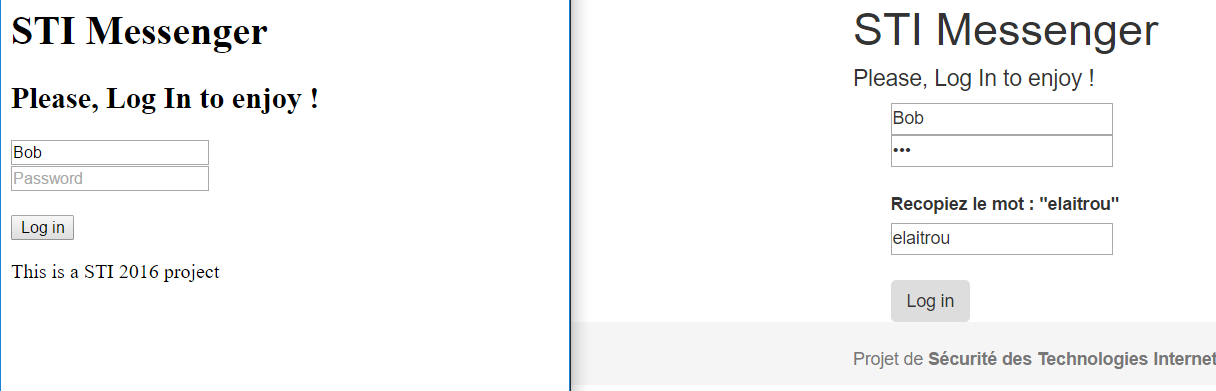 STI Messenger
Please, Log In to enjoy !
Bob
Password
Log in
This is a STI 2016 project
STI Messenger
Please, Log In to enjoy !
Bob
•••
Recopiez le mot : "elaitrou"
elaitrou
Log in
Projet de Sécurité des Technologies Internet